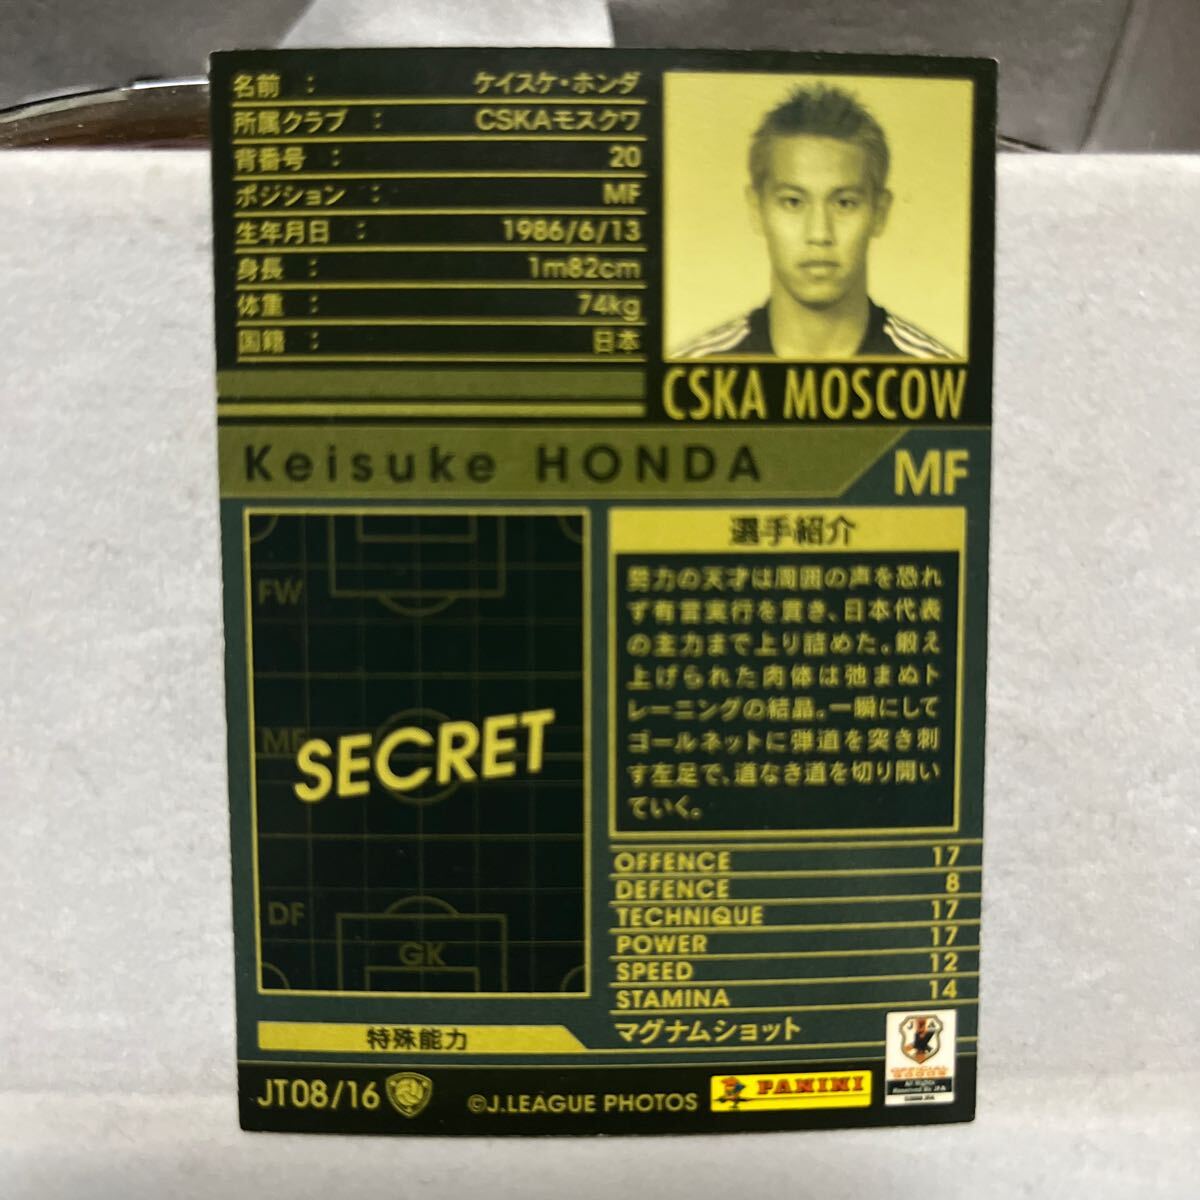 名前 : ケイスケ・ホンダ
所属クラブ : CSKAモスクワ
背番号 : 20
ポジション : MF
生年月日 : 1986/6/13
身長 : 1m82cm
体重 : 74kg
国籍 : 日本
CSKA MOSCOW
Keisuke HONDA
MF
FW
MF
SECRET
DF
GK
選手紹介
努力の天才は周囲の声を恐れ
ず有言実行を貫き、日本代表
の主力まで上り詰めた。鍛え
上げられた肉体は弛まぬト
レーニングの結晶。一瞬にして
ゴールネットに弾道を突き刺
す左足で、道なき道を切り開い
ていく。
OFFENCE 17
DEFENCE 8
TECHNIQUE 17
POWER 17
SPEED 12
STAMINA 14
特殊能力
マグナムショット
JT08/16
©J.LEAGUE PHOTOS
PANINI
JFA
All Rights
Reserved by JFA